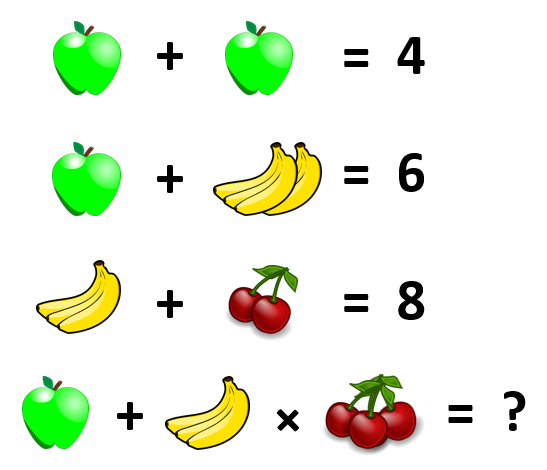 + = 4
+ = 6
+ = 8
+ × = ?